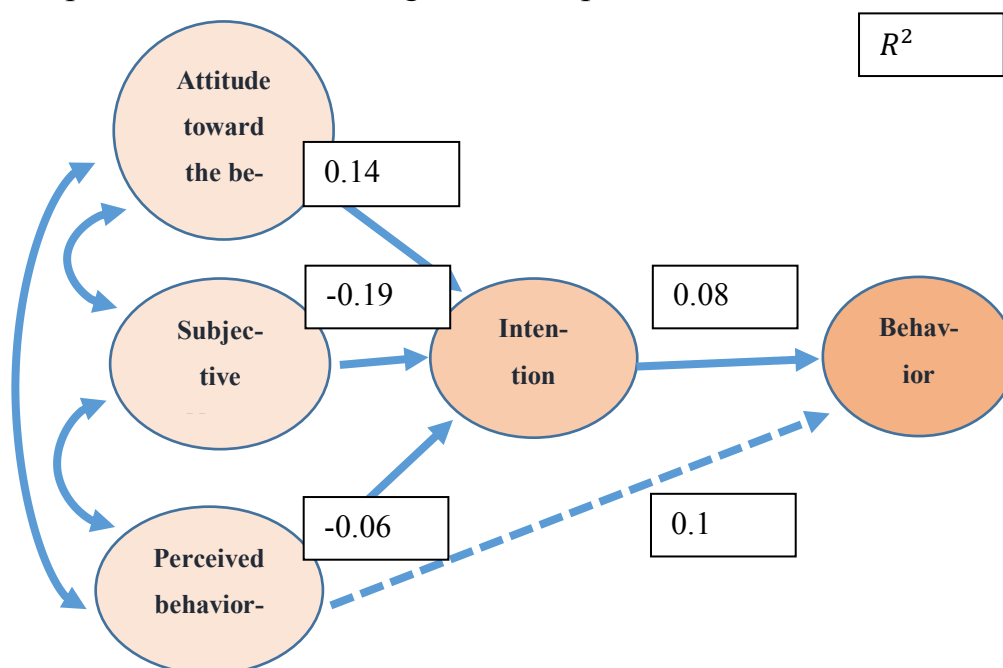 R²
Attitude
toward
the be-
0.14
-0.19
Subjec-
tive
Inten-
tion
0.08
Behav-
ior
-0.06
0.1
Perceived
behavior-